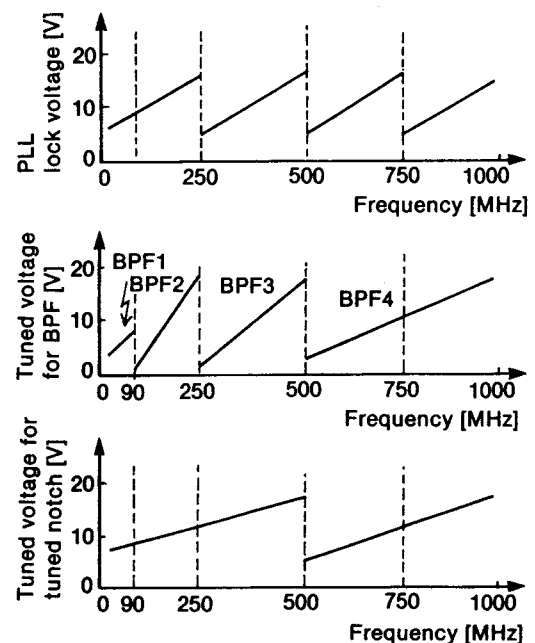 PLL
lock voltage [V]
20
10
0
0 250 500 750 1000
Frequency [MHz]
Tuned voltage
for BPF [V]
20
10
0
BPF1
BPF2
BPF3
BPF4
0 90 250 500 750 1000
Frequency [MHz]
Tuned voltage for
tuned notch [V]
20
10
0
0 90 250 500 750 1000
Frequency [MHz]